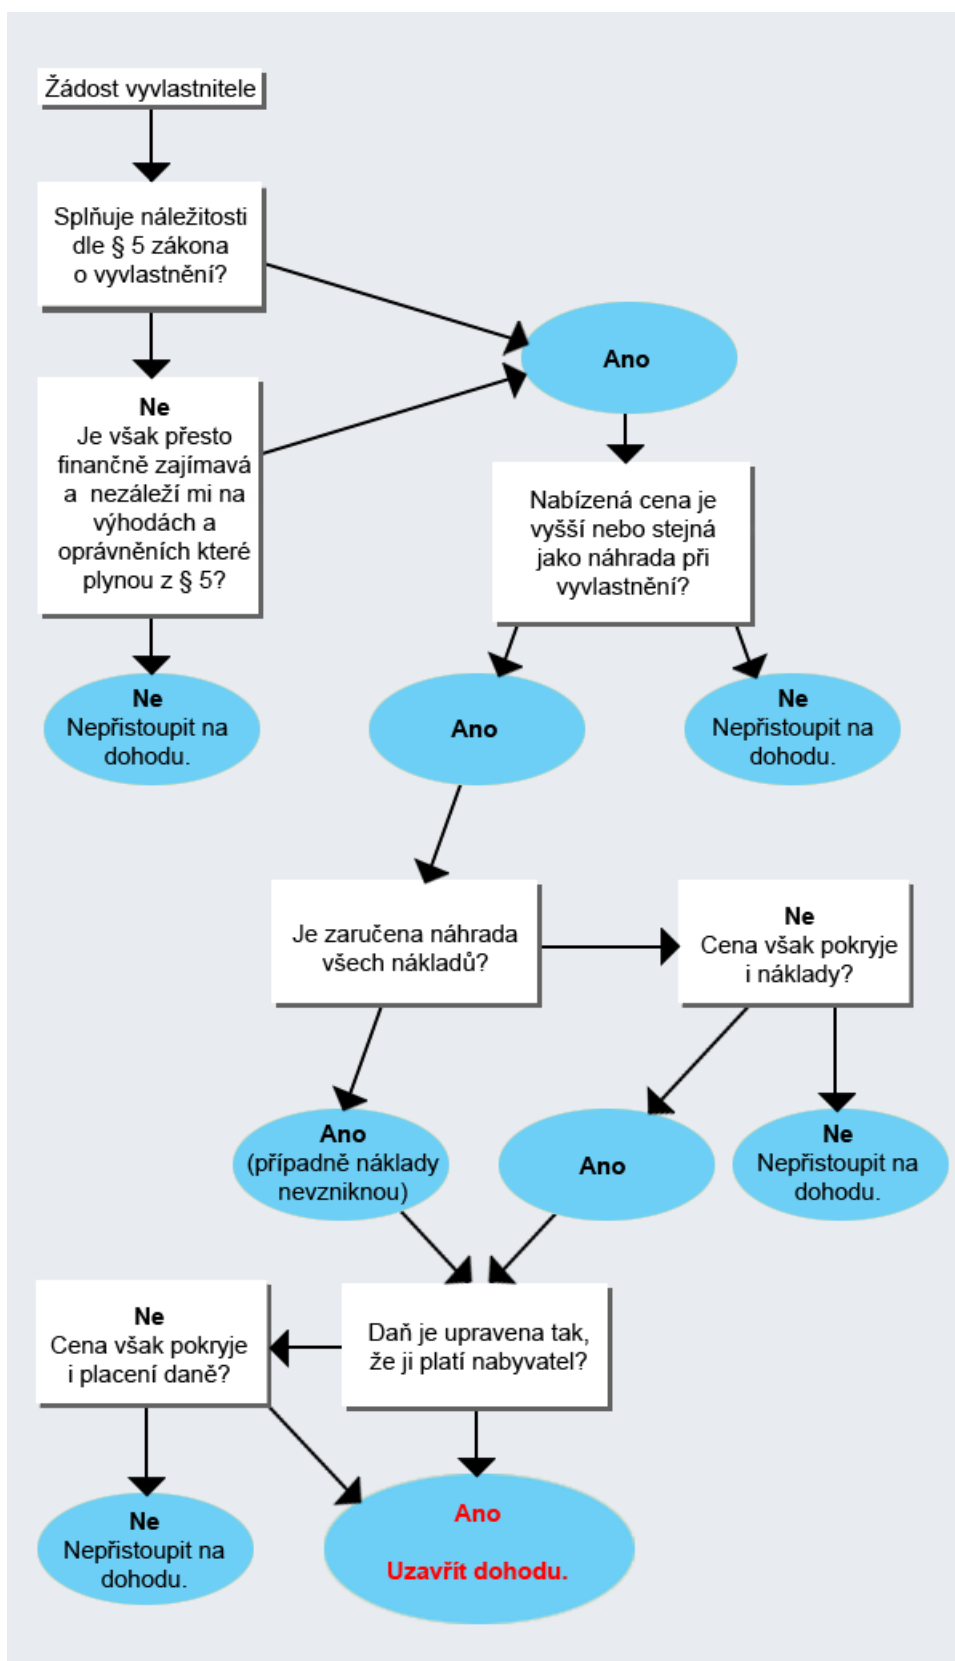 Žádost vyvlastnitele
Splňuje náležitosti
dle § 5 zákona
o vyvlastnění?
Ano
Ne
Je však přesto
finančně zajímavá
a nezáleží mi na
výhodách a
oprávněních které
plynou z § 5?
Nabízená cena je
vyšší nebo stejná
jako náhrada při
vyvlastnění?
Ne
Nepřistoupit na
dohodu.
Ano
Ne
Nepřistoupit na
dohodu.
Je zaručena náhrada
všech nákladů?
Ne
Cena však pokryje
i náklady?
Ano
(případně náklady
nevzniknou)
Ano
Ne
Nepřistoupit na
dohodu.
Ne
Cena však pokryje
i placení daně?
Daň je upravena tak,
že ji platí nabyvatel?
Ne
Nepřistoupit na
dohodu.
Ano
Uzavřít dohodu.